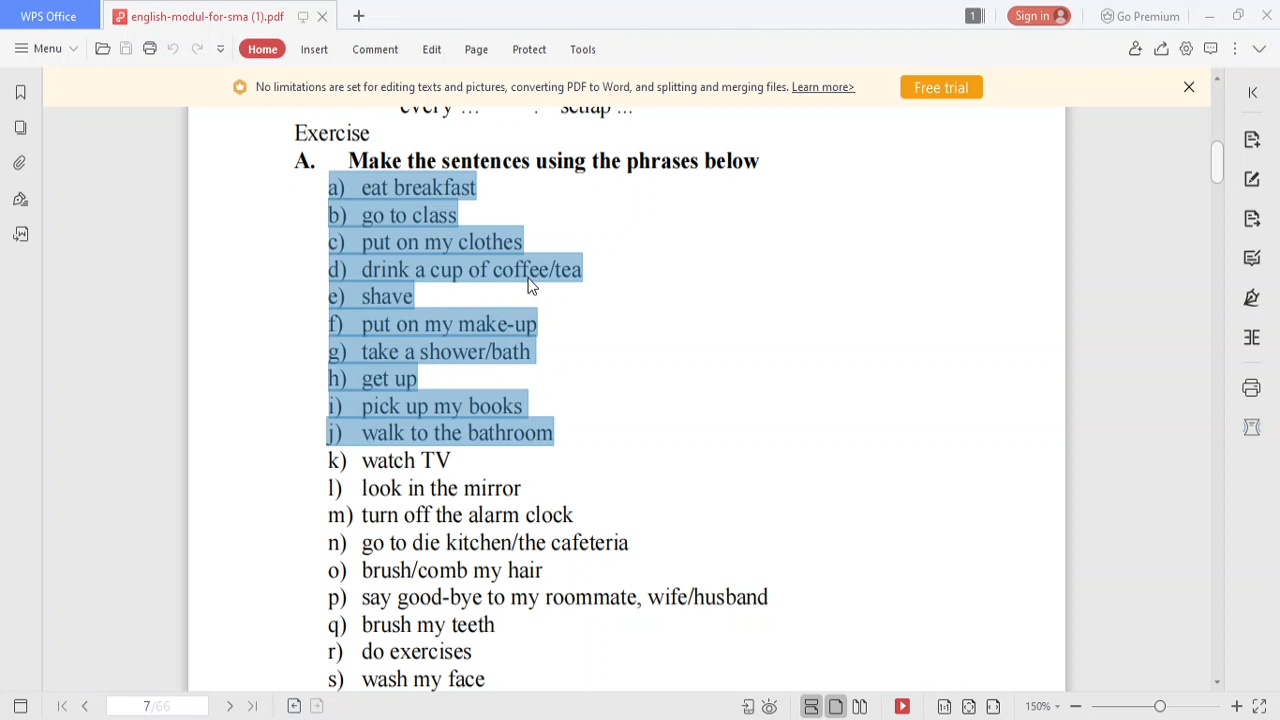 WPS Office
english-modul-for-sma (1).pdf
1
Sign in
Go Premium
Menu
Home
Insert
Comment
Edit
Page
Protect
Tools
No limitations are set for editing texts and pictures, converting PDF to Word, and splitting and merging files. Learn more>
Free trial
every ... setiap ...
Exercise
A. Make the sentences using the phrases below
a) eat breakfast
b) go to class
c) put on my clothes
d) drink a cup of coffee/tea
e) shave
f) put on my make-up
g) take a shower/bath
h) get up
i) pick up my books
j) walk to the bathroom
k) watch TV
l) look in the mirror
m) turn off the alarm clock
n) go to die kitchen/the cafeteria
o) brush/comb my hair
p) say good-bye to my roommate, wife/husband
q) brush my teeth
r) do exercises
s) wash my face
7/66
150%